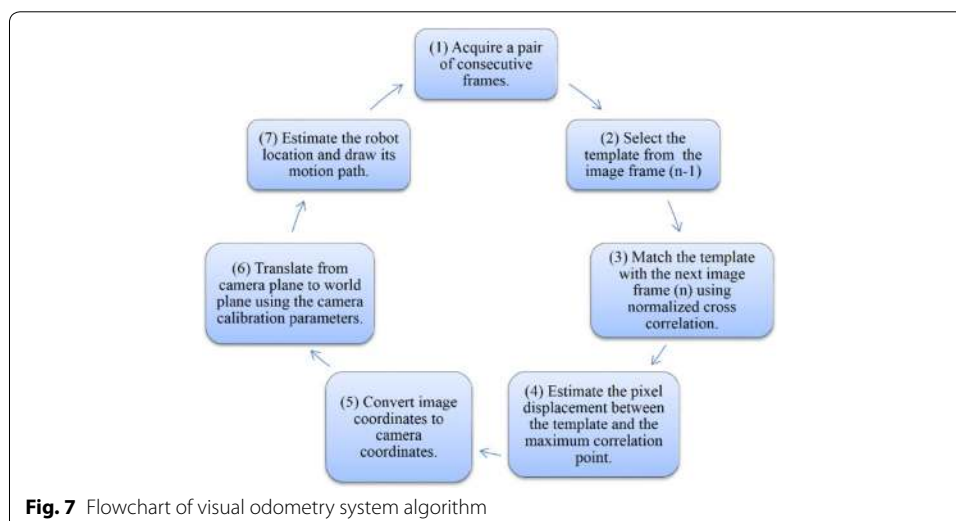 (1) Acquire a pair
of consecutive
frames.
(2) Select the
template from the
image frame (n-1)
(3) Match the template
with the next image
frame (n) using
normalized cross
correlation.
(4) Estimate the pixel
displacement between
the template and the
maximum correlation
point.
(5) Convert image
coordinates to
camera
coordinates.
(6) Translate from
camera plane to world
plane using the camera
calibration parameters.
(7) Estimate the robot
location and draw its
motion path.
Fig. 7 Flowchart of visual odometry system algorithm